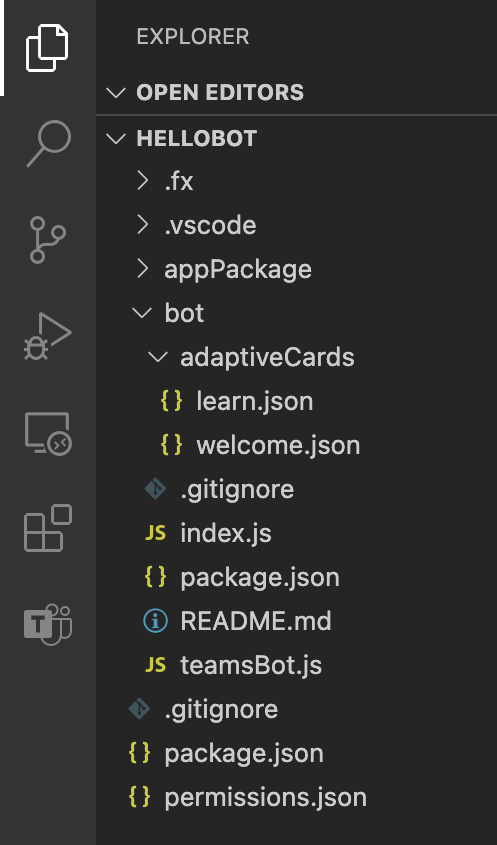 EXPLORER
OPEN EDITORS
HELLOBOT
.fx
.vscode
appPackage
bot
adaptiveCards
{} learn.json
{} welcome.json
.gitignore
JS index.js
{} package.json
README.md
JS teamsBot.js
.gitignore
{} package.json
{} permissions.json
T